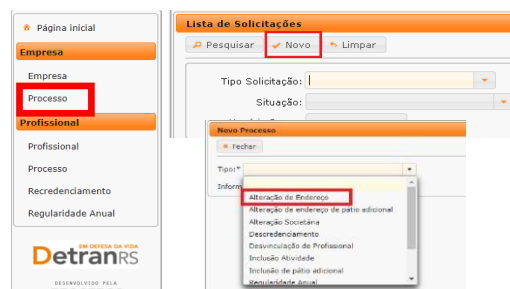 Página inicial
Empresa
Empresa
Processo
Profissional
Profissional
Processo
Recredenciamento
Regularidade Anual
EM DEFESA DA VIDA
DetranRS
DESENVOLVIDO PELA
Lista de Solicitações
Pesquisar Novo Limpar
Tipo Solicitação:
Situação:
Novo Processo
Fechar
Tipo:*
Inform
Alteração de Endereço
Alteração de endereço de pátio adicional
Alteração Societária
Descredenciamento
Desvinculação de Profissional
Inclusão Atividade
Inclusão de pátio adicional
Regularidade Anual